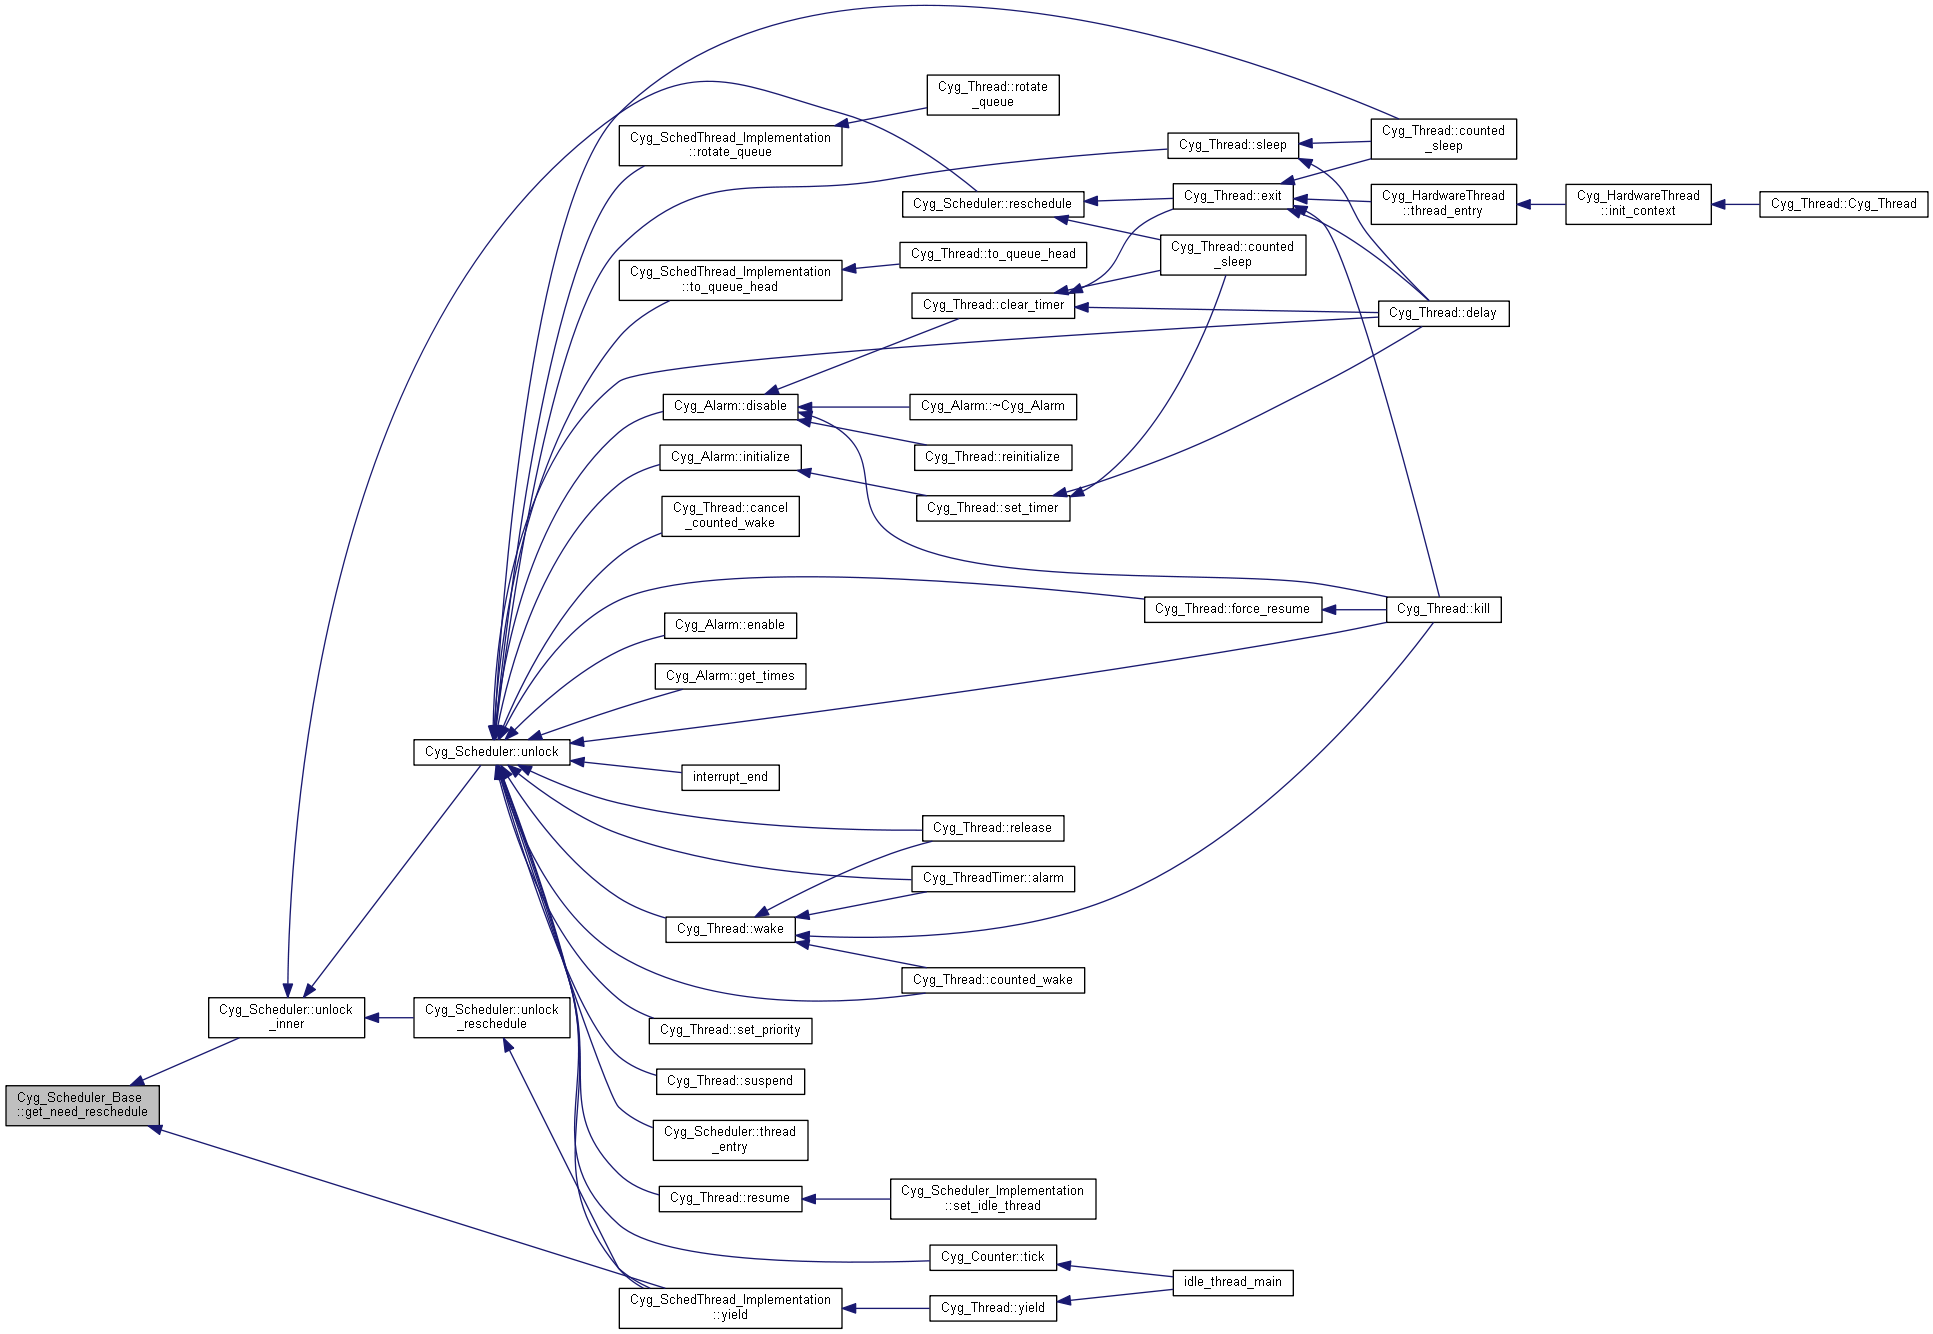 Cyg_Thread::rotate
_queue
Cyg_SchedThread_Implementation
::rotate_queue
Cyg_Thread::sleep
Cyg_Thread::counted
_sleep
Cyg_Scheduler::reschedule
Cyg_Thread::exit
Cyg_HardwareThread
::thread_entry
Cyg_HardwareThread
::init_context
Cyg_Thread::Cyg_Thread
Cyg_Thread::counted
_sleep
Cyg_Thread::to_queue_head
Cyg_SchedThread_Implementation
::to_queue_head
Cyg_Thread::clear_timer
Cyg_Thread::delay
Cyg_Alarm::disable
Cyg_Alarm::~Cyg_Alarm
Cyg_Alarm::initialize
Cyg_Thread::reinitialize
Cyg_Thread::cancel
_counted_wake
Cyg_Thread::set_timer
Cyg_Thread::force_resume
Cyg_Thread::kill
Cyg_Alarm::enable
Cyg_Alarm::get_times
Cyg_Scheduler::unlock
interrupt_end
Cyg_Thread::release
Cyg_ThreadTimer::alarm
Cyg_Thread::wake
Cyg_Thread::counted_wake
Cyg_Scheduler::unlock
_inner
Cyg_Scheduler::unlock
_reschedule
Cyg_Thread::set_priority
Cyg_Thread::suspend
Cyg_Scheduler_Base
::get_need_reschedule
Cyg_Scheduler::thread
_entry
Cyg_Thread::resume
Cyg_Scheduler_Implementation
::set_idle_thread
Cyg_Counter::tick
idle_thread_main
Cyg_SchedThread_Implementation
::yield
Cyg_Thread::yield